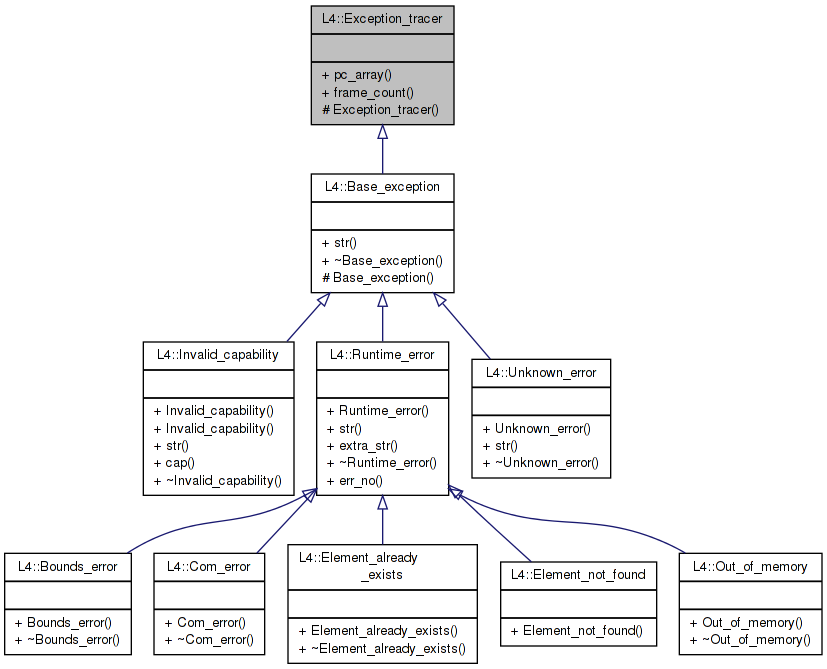 L4::Exception_tracer
+ pc_array()
+ frame_count()
# Exception_tracer()
L4::Base_exception
+ str()
+ ~Base_exception()
# Base_exception()
L4::Invalid_capability
+ Invalid_capability()
+ Invalid_capability()
+ str()
+ cap()
+ ~Invalid_capability()
L4::Runtime_error
+ Runtime_error()
+ str()
+ extra_str()
+ ~Runtime_error()
+ err_no()
L4::Unknown_error
+ Unknown_error()
+ str()
+ ~Unknown_error()
L4::Bounds_error
+ Bounds_error()
+ ~Bounds_error()
L4::Com_error
+ Com_error()
+ ~Com_error()
L4::Element_already
_exists
+ Element_already_exists()
+ ~Element_already_exists()
L4::Element_not_found
+ Element_not_found()
L4::Out_of_memory
+ Out_of_memory()
+ ~Out_of_memory()